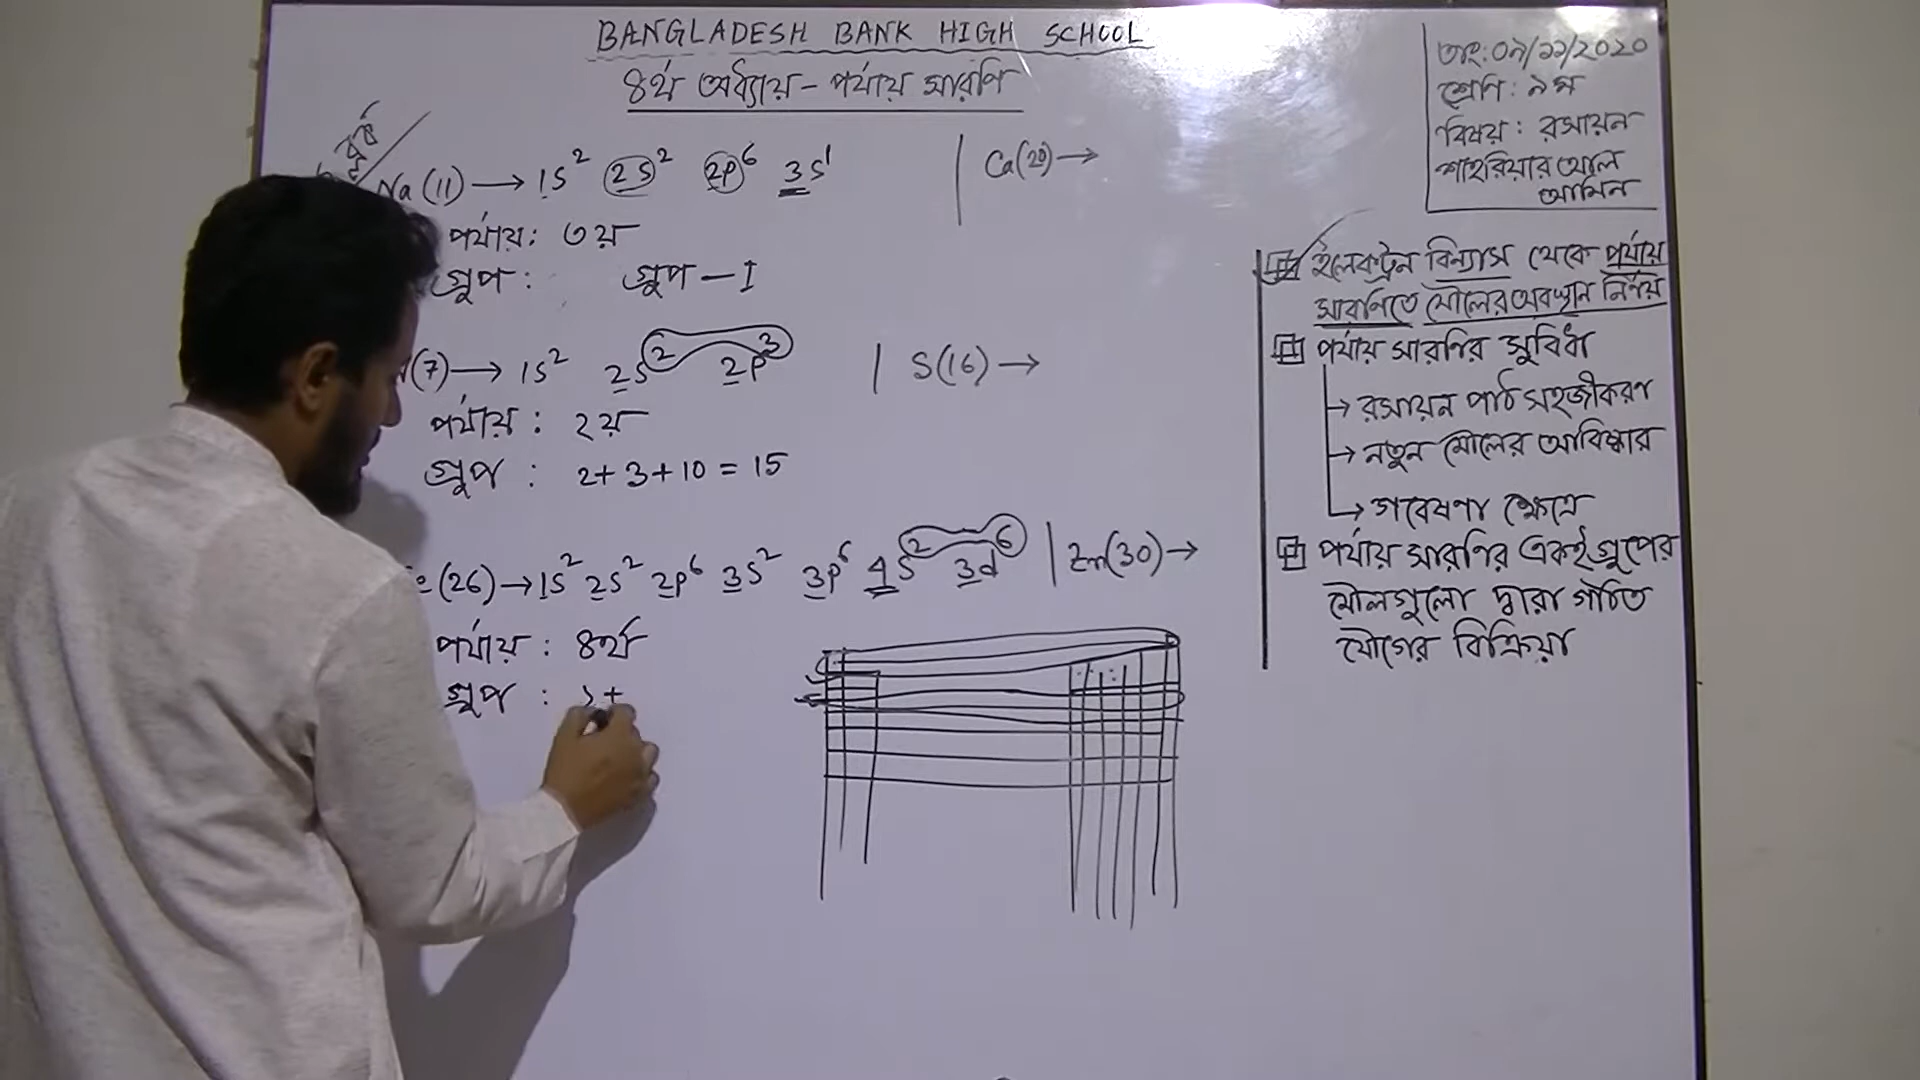 BANGLADESH BANK HIGH SCHOOL
৪র্থ অধ্যায় - পর্যায় সারণি
তাং: ০৯/১১/২০২০
শ্রেণি: ৯ম
বিষয়: রসায়ন
শাহরিয়ার আল
আমিন
Na (11) → 1S² 2S² 2P⁶ 3S¹
পর্যায়: ৩য়
গ্রুপ: গ্রুপ - I
Ca(20) →
(7) → 1S² 2S² 2P³
পর্যায়: ২য়
গ্রুপ: 2+3+10 = 15
S(16) →
(26) → 1S² 2S² 2P⁶ 3S² 3P⁶ 4S² 3d⁶
পর্যায়: ৪র্থ
গ্রুপ:
Zn(30) →
ইলেকট্রন বিন্যাস থেকে পর্যায়
সারণিতে মৌলের অবস্থান নির্ণয়
পর্যায় সারণির সুবিধা
→ রসায়ন পাঠ সহজীকরণ
→ নতুন মৌলের আবিষ্কার
→ গবেষণা ক্ষেত্রে
পর্যায় সারণির একই গ্রুপের
মৌলগুলো দ্বারা গঠিত
যৌগের বিক্রিয়া